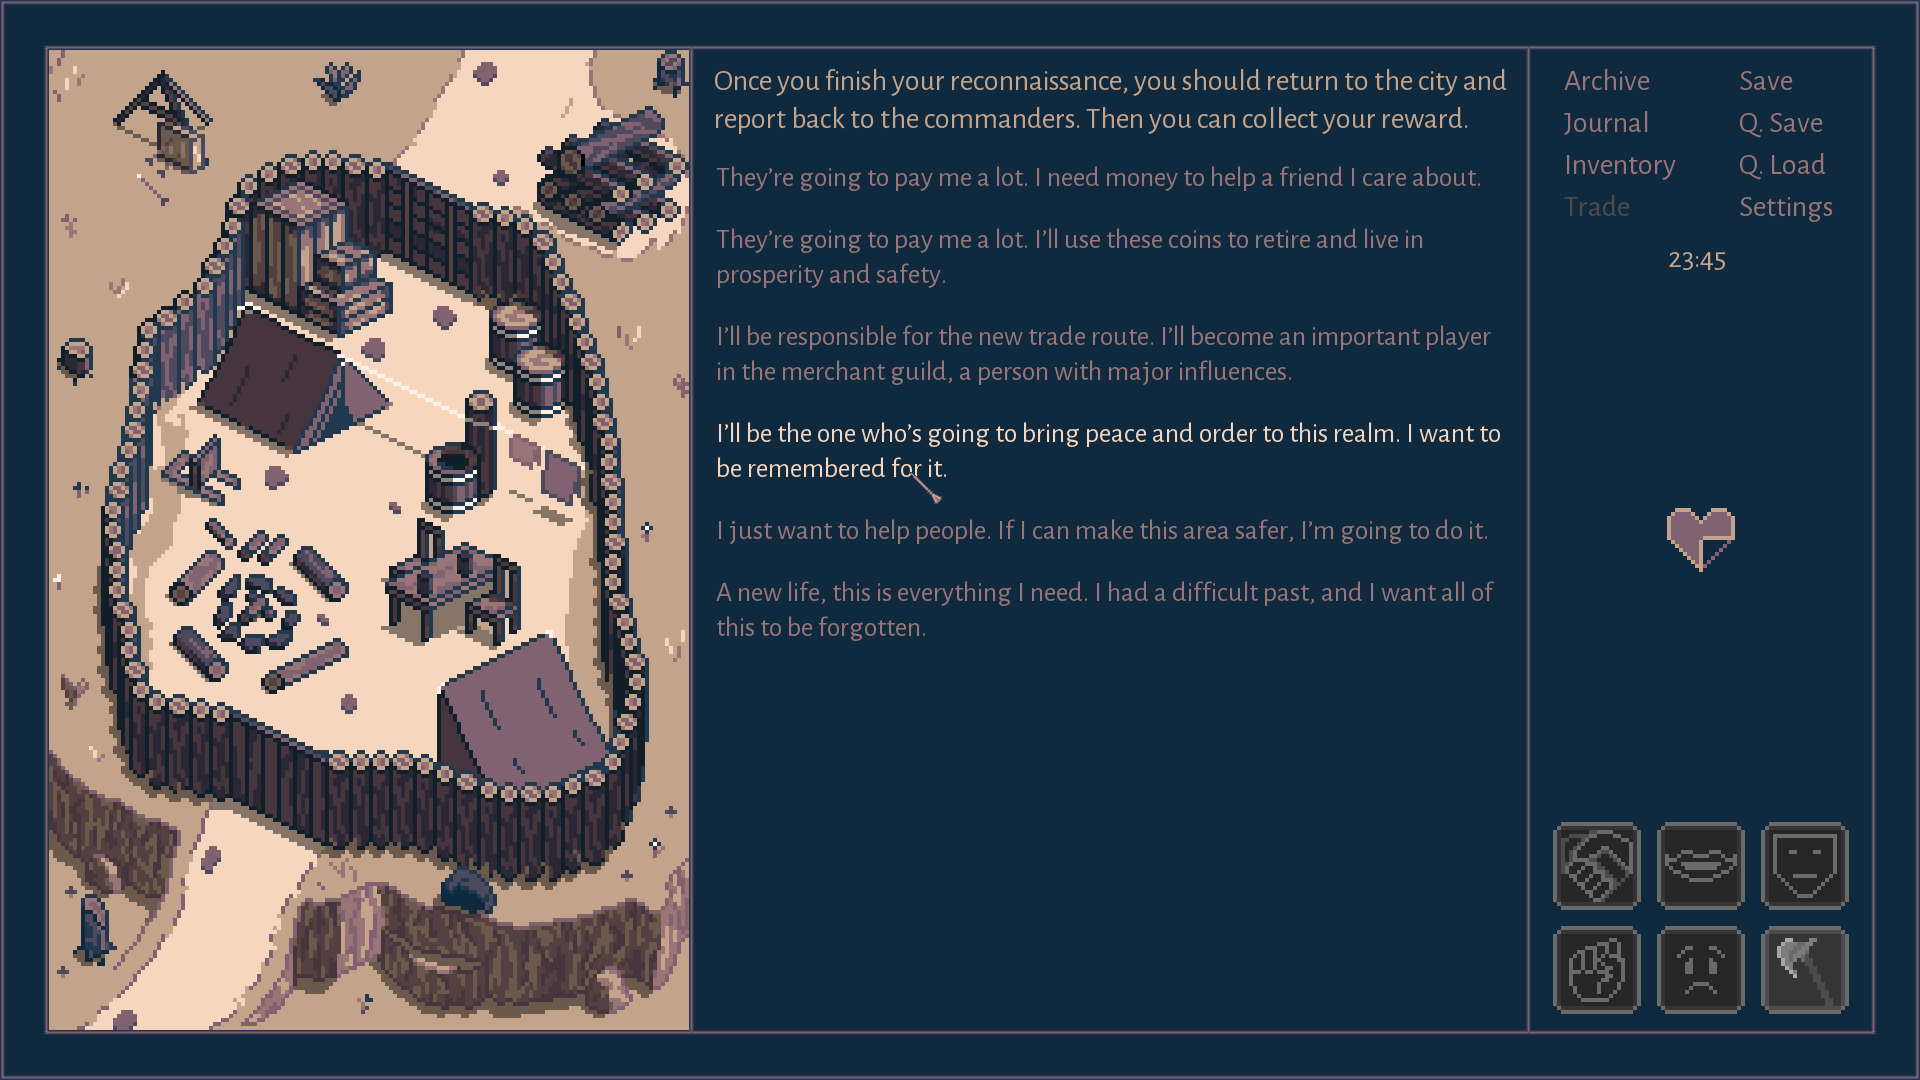 Once you finish your reconnaissance, you should return to the city and
report back to the commanders. Then you can collect your reward.
They’re going to pay me a lot. I need money to help a friend I care about.
They’re going to pay me a lot. I’ll use these coins to retire and live in
prosperity and safety.
I’ll be responsible for the new trade route. I’ll become an important player
in the merchant guild, a person with major influences.
I’ll be the one who’s going to bring peace and order to this realm. I want to
be remembered for it.
I just want to help people. If I can make this area safer, I’m going to do it.
A new life, this is everything I need. I had a difficult past, and I want all of
this to be forgotten.
Archive Save
Journal Q. Save
Inventory Q. Load
Trade Settings
23:45